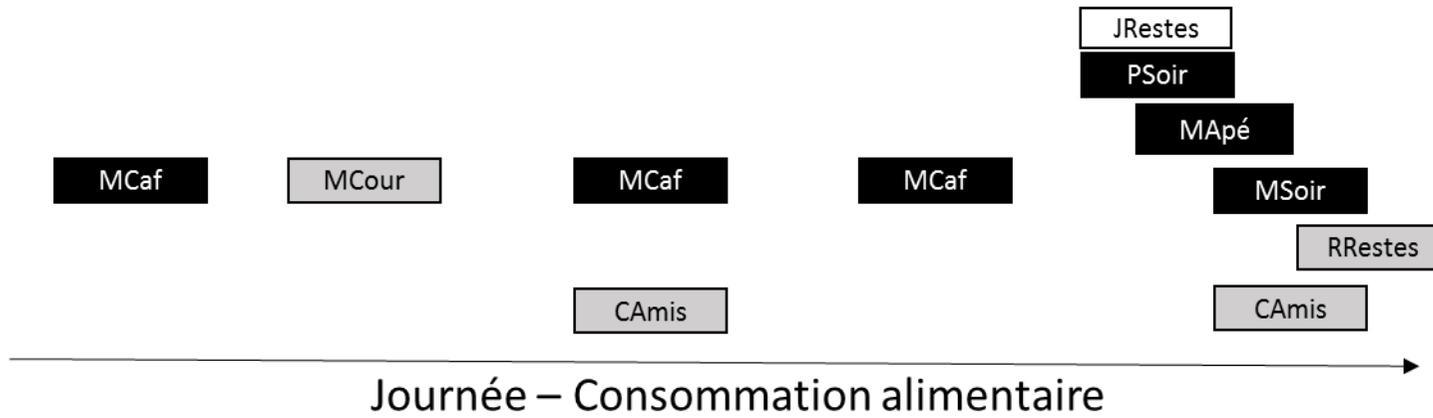 JRestes
PSoir
MApé
MCaf
MCour
MCaf
MCaf
MSoir
RRestes
CAmis
CAmis
Journée – Consommation alimentaire